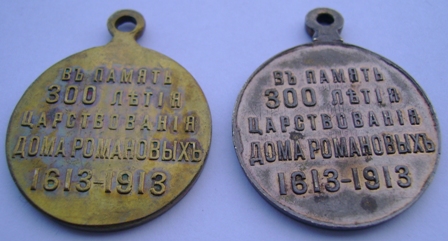 ВЪ ПАМЯТЬ
300 ЛѢТІЯ
ЦАРСТВОВАНІЯ
ДОМА РОМАНОВЫХЪ
1613-1913
ВЪ ПАМЯТЬ
300 ЛѢТІЯ
ЦАРСТВОВАНІЯ
ДОМА РОМАНОВЫХЪ
1613-1913